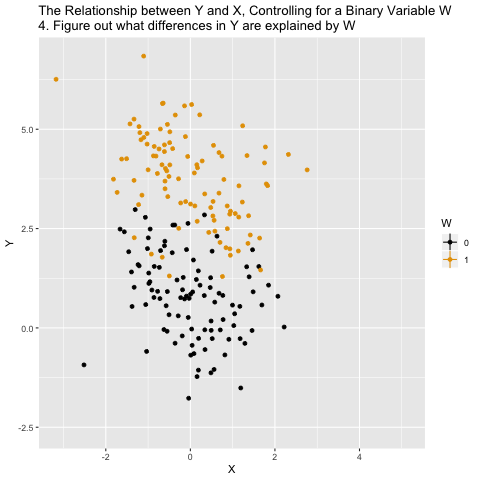 The Relationship between Y and X, Controlling for a Binary Variable W
4. Figure out what differences in Y are explained by W
5.0
2.5
0.0
-2.5
-2
0
2
4
X
Y
W
0
1